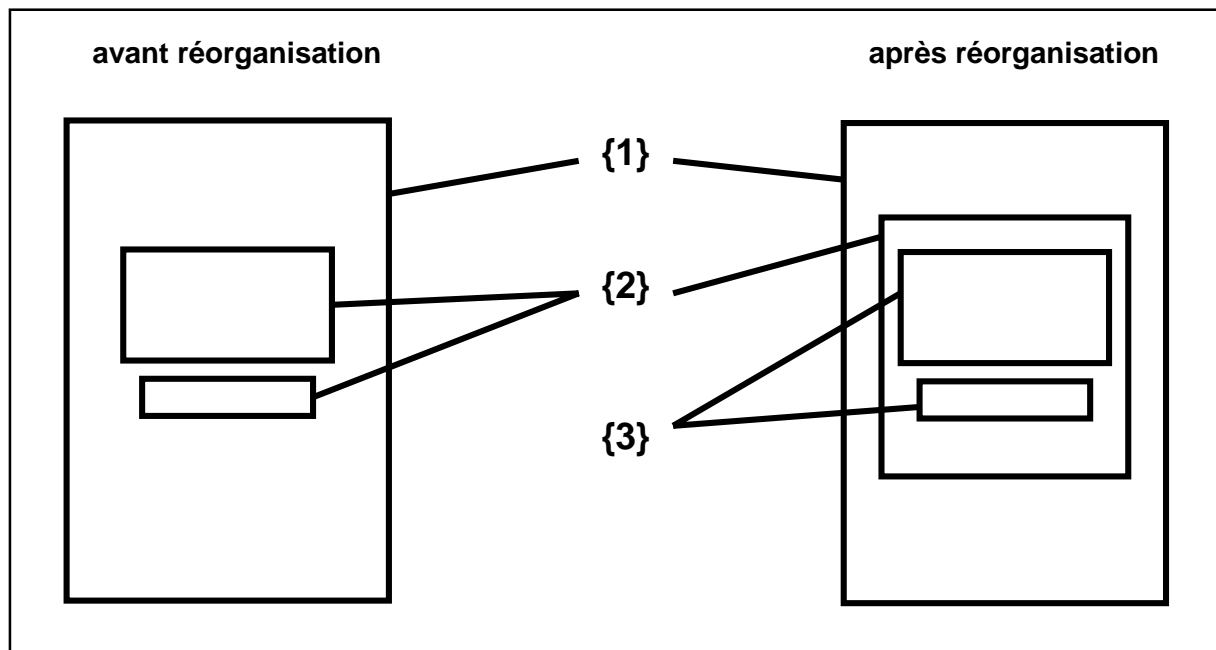 avant réorganisation
après réorganisation
{1}
{2}
{3}